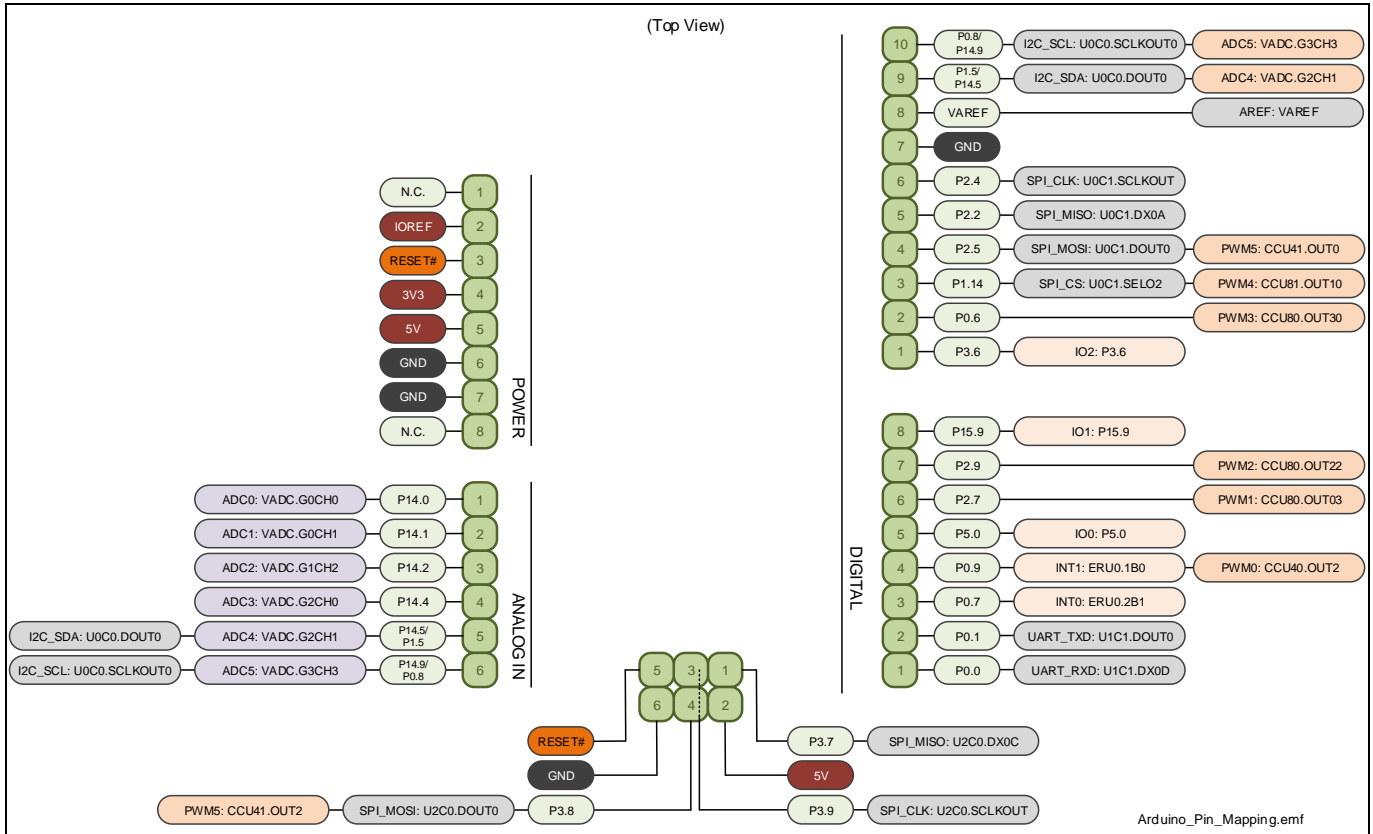 (Top View)
10 P0.8/ P14.9 I2C_SCL: U0C0.SCLKOUT0 ADC5: VADC.G3CH3
9 P1.5/ P14.5 I2C_SDA: U0C0.DOUT0 ADC4: VADC.G2CH1
8 VAREF AREF: VAREF
7 GND
6 P2.4 SPI_CLK: U0C1.SCLKOUT
5 P2.2 SPI_MISO: U0C1.DX0A
4 P2.5 SPI_MOSI: U0C1.DOUT0 PWM5: CCU41.OUT0
3 P1.14 SPI_CS: U0C1.SELO2 PWM4: CCU81.OUT10
2 P0.6 PWM3: CCU80.OUT30
1 P3.6 IO2: P3.6
N.C. 1
IOREF 2
RESET# 3
3V3 4
5V 5
GND 6
GND 7
N.C. 8
POWER
8 P15.9 IO1: P15.9
7 P2.9 PWM2: CCU80.OUT22
6 P2.7 PWM1: CCU80.OUT03
5 P5.0 IO0: P5.0
4 P0.9 INT1: ERU0.1B0 PWM0: CCU40.OUT2
3 P0.7 INT0: ERU0.2B1
2 P0.1 UART_TXD: U1C1.DOUT0
1 P0.0 UART_RXD: U1C1.DX0D
DIGITAL
ADC0: VADC.G0CH0 P14.0 1
ADC1: VADC.G0CH1 P14.1 2
ADC2: VADC.G1CH2 P14.2 3
ADC3: VADC.G2CH0 P14.4 4
I2C_SDA: U0C0.DOUT0 ADC4: VADC.G2CH1 P14.5/ P1.5 5
I2C_SCL: U0C0.SCLKOUT0 ADC5: VADC.G3CH3 P14.9/ P0.8 6
ANALOG IN
5 3 1
6 4 2
RESET# P3.7 SPI_MISO: U2C0.DX0C
GND 5V
PWM5: CCU41.OUT2 SPI_MOSI: U2C0.DOUT0 P3.8 P3.9 SPI_CLK: U2C0.SCLKOUT
Arduino_Pin_Mapping.emf